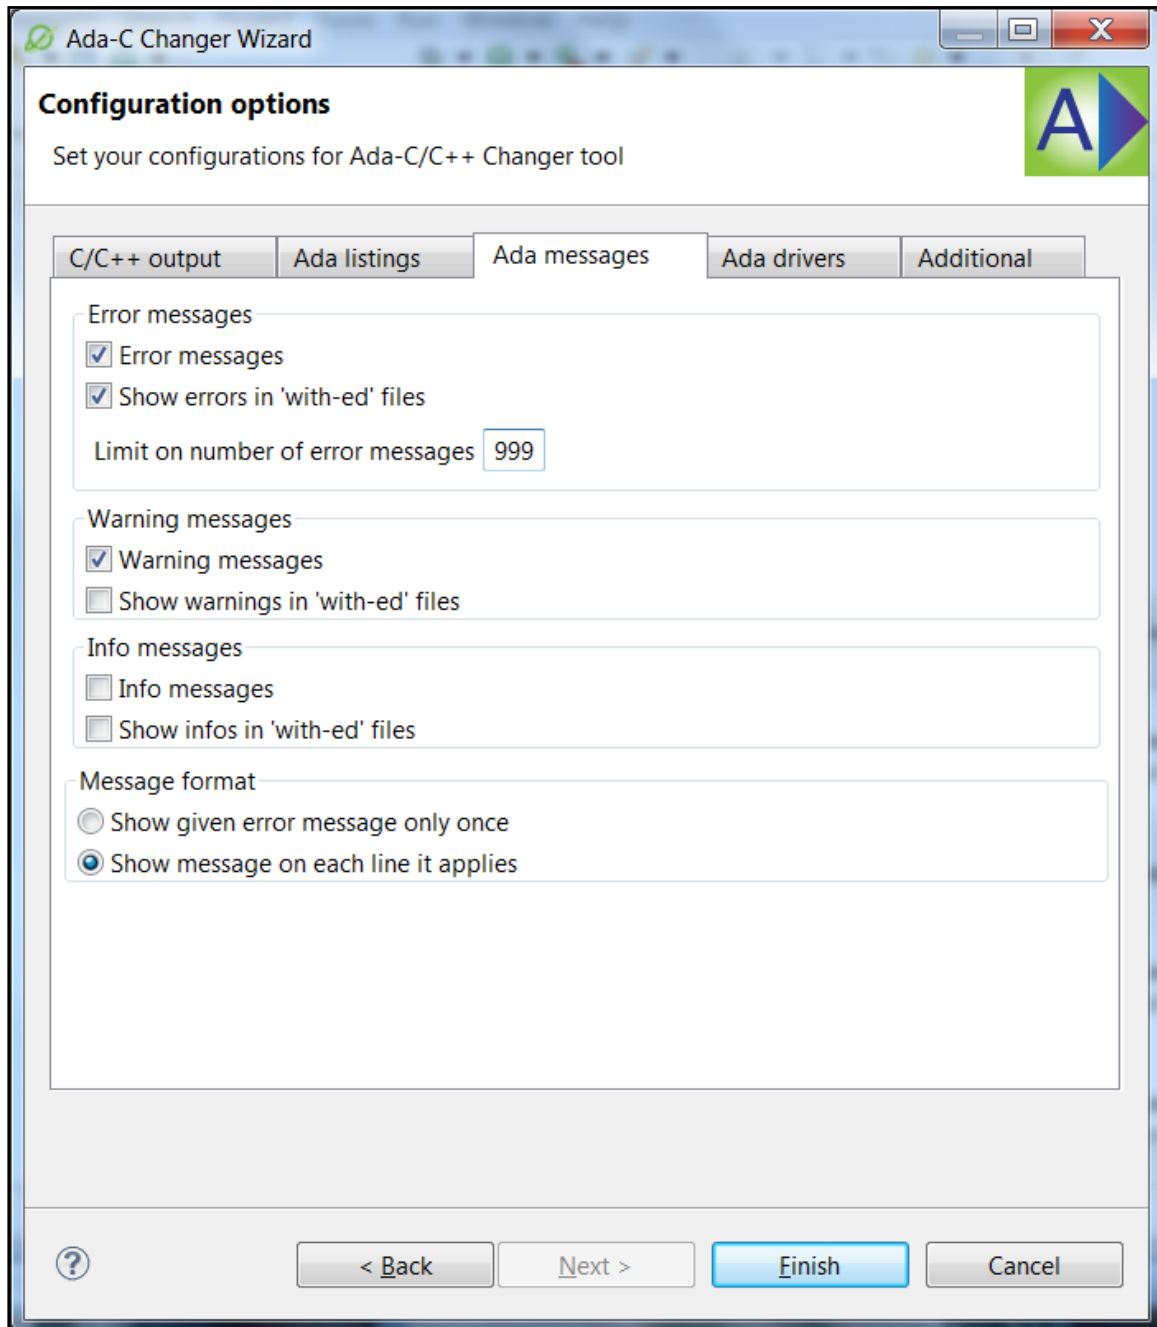 Ada-C Changer Wizard
Configuration options
Set your configurations for Ada-C/C++ Changer tool
A
C/C++ output Ada listings Ada messages Ada drivers Additional
Error messages
Error messages
Show errors in 'with-ed' files
Limit on number of error messages 999
Warning messages
Warning messages
Show warnings in 'with-ed' files
Info messages
Info messages
Show infos in 'with-ed' files
Message format
Show given error message only once
Show message on each line it applies
? < Back Next > Finish Cancel